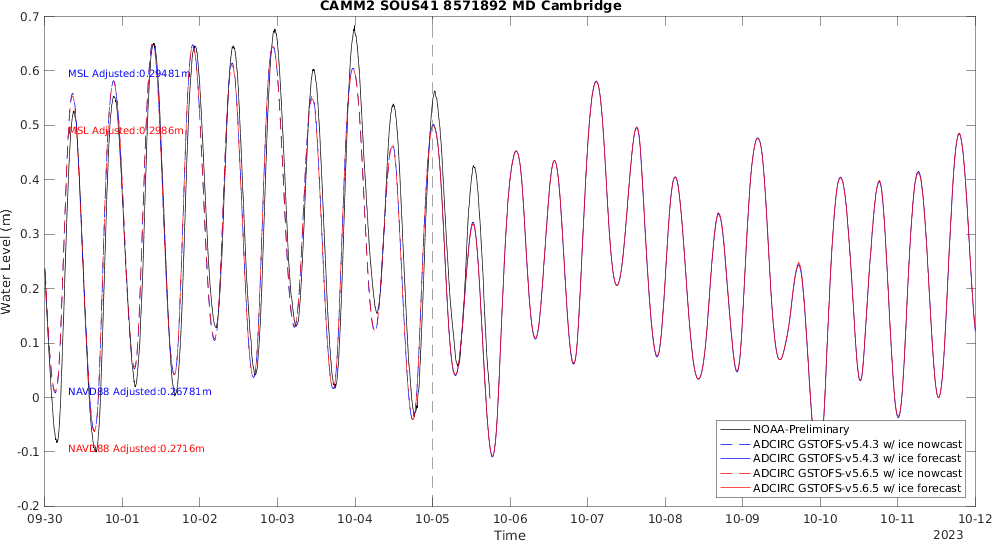 CAMM2 SOUS41 8571892 MD Cambridge
0.7
0.6
0.5
0.4
0.3
0.2
0.1
0
-0.1
-0.2
Water Level (m)
MSL Adjusted:0.29481m
MSL Adjusted:0.2986m
NAVD88 Adjusted:0.26781m
NAVD88 Adjusted:0.2716m
NOAA-Preliminary
ADCIRC GSTOFS-v5.4.3 w/ ice nowcast
ADCIRC GSTOFS-v5.4.3 w/ ice forecast
ADCIRC GSTOFS-v5.6.5 w/ ice nowcast
ADCIRC GSTOFS-v5.6.5 w/ ice forecast
09-30 10-01 10-02 10-03 10-04 10-05 10-06 10-07 10-08 10-09 10-10 10-11 10-12
Time
2023